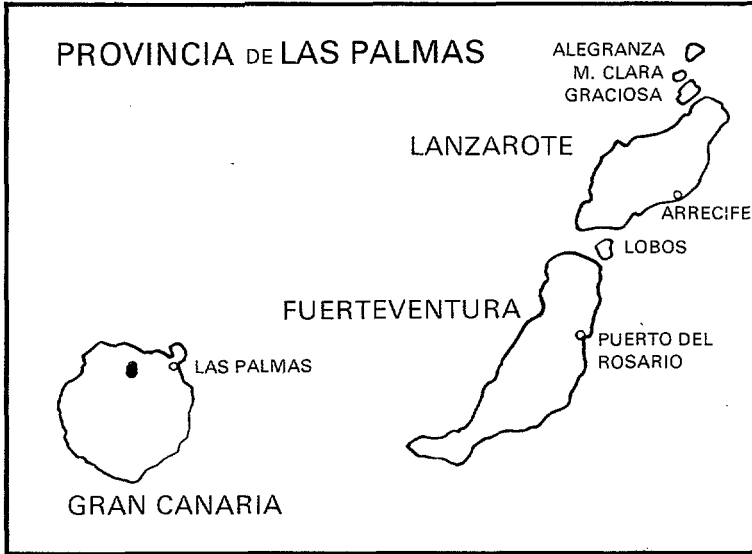 PROVINCIA DE LAS PALMAS
ALEGRANZA
M. CLARA
GRACIOSA
LANZAROTE
ARRECIFE
LOBOS
FUERTEVENTURA
PUERTO DEL
ROSARIO
LAS PALMAS
GRAN CANARIA